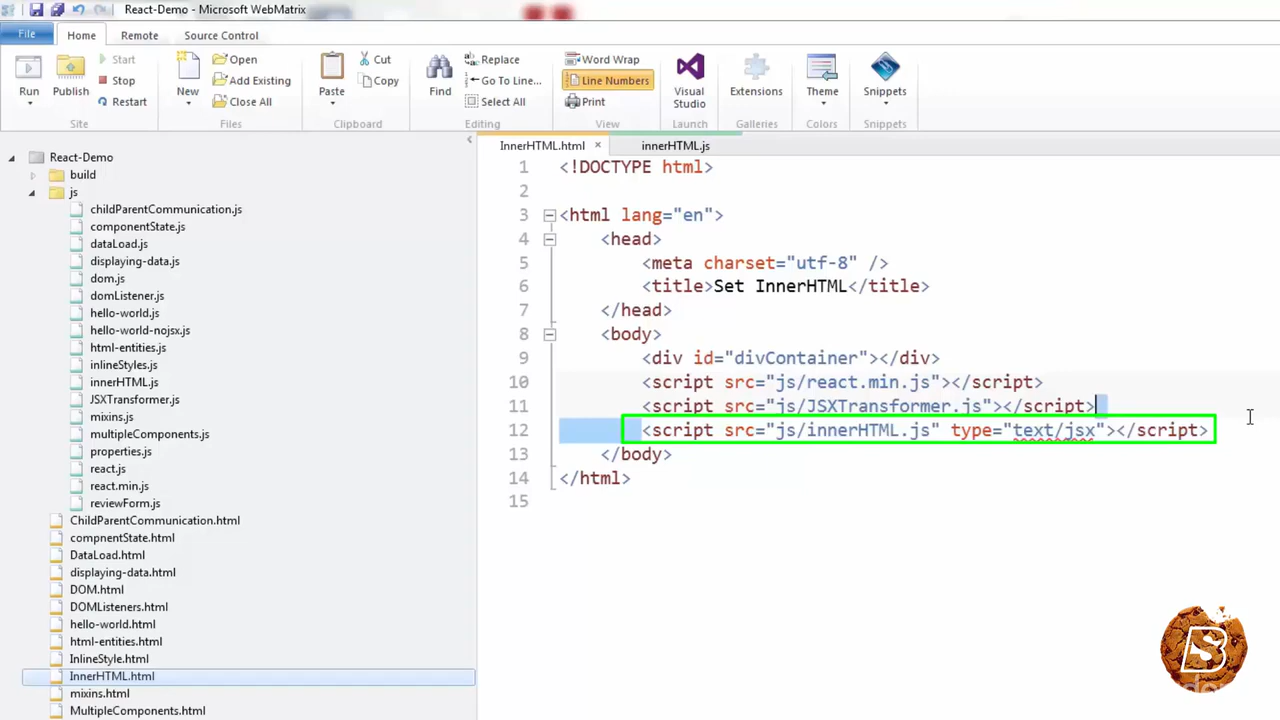 React-Demo - Microsoft WebMatrix
File Home Remote Source Control
Run Publish Start Stop Restart Site
New Open Add Existing Close All Files
Paste Cut Copy Clipboard
Find Replace Go To Line... Select All Editing
Word Wrap Line Numbers Print View
Visual Studio Launch
Extensions Galleries
Theme Colors
Snippets Snippets
React-Demo
build
js
childParentCommunication.js
componentState.js
dataLoad.js
displaying-data.js
dom.js
domListener.js
hello-world.js
hello-world-nojsx.js
html-entities.js
inlineStyles.js
innerHTML.js
JSXTransformer.js
mixins.js
multipleComponents.js
properties.js
react.js
react.min.js
reviewForm.js
ChildParentCommunication.html
compnentState.html
DataLoad.html
displaying-data.html
DOM.html
DOMListeners.html
hello-world.html
html-entities.html
InlineStyle.html
InnerHTML.html
mixins.html
MultipleComponents.html
InnerHTML.html × innerHTML.js
1 <!DOCTYPE html>
2
3 <html lang="en">
4 <head>
5 <meta charset="utf-8" />
6 <title>Set InnerHTML</title>
7 </head>
8 <body>
9 <div id="divContainer"></div>
10 <script src="js/react.min.js"></script>
11 <script src="js/JSXTransformer.js"></script>
12 <script src="js/innerHTML.js" type="text/jsx"></script>
13 </body>
14 </html>
15